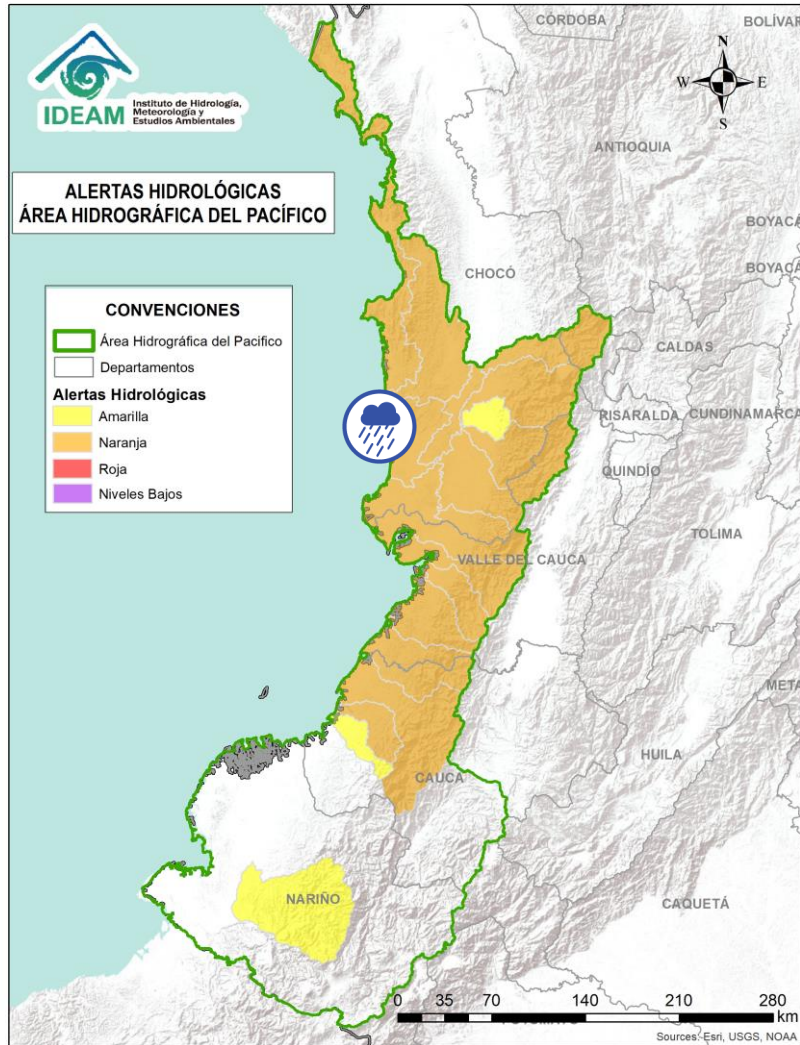 IDEAM
Instituto de Hidrología,
Meteorología y
Estudios Ambientales
ALERTAS HIDROLÓGICAS
ÁREA HIDROGRÁFICA DEL PACÍFICO
CONVENCIONES
Área Hidrográfica del Pacifico
Departamentos
Alertas Hidrológicas
Amarilla
Naranja
Roja
Niveles Bajos
N
W E
S
CÓRDOBA
BOLÍVAR
ANTIOQUIA
BOYACÁ
BOYACÁ
CHOCÓ
CALDAS
RISARALDA
CUNDINAMARCA
QUINDÍO
TOLIMA
VALLE DEL CAUCA
META
HUILA
CAUCA
NARIÑO
CAQUETÁ
0 35 70 140 210 280
km
Sources: Esri, USGS, NOAA